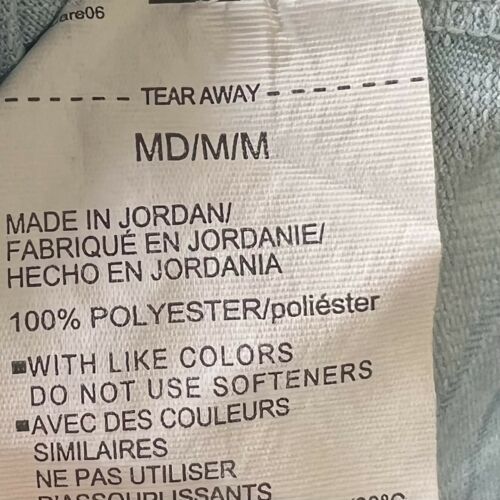 are06
TEAR AWAY
MD/M/M
MADE IN JORDAN/
FABRIQUÉ EN JORDANIE/
HECHO EN JORDANIA
100% POLYESTER/poliéster
WITH LIKE COLORS
DO NOT USE SOFTENERS
AVEC DES COULEURS
SIMILAIRES
NE PAS UTILISER
D'ASSOUPLISSANTS